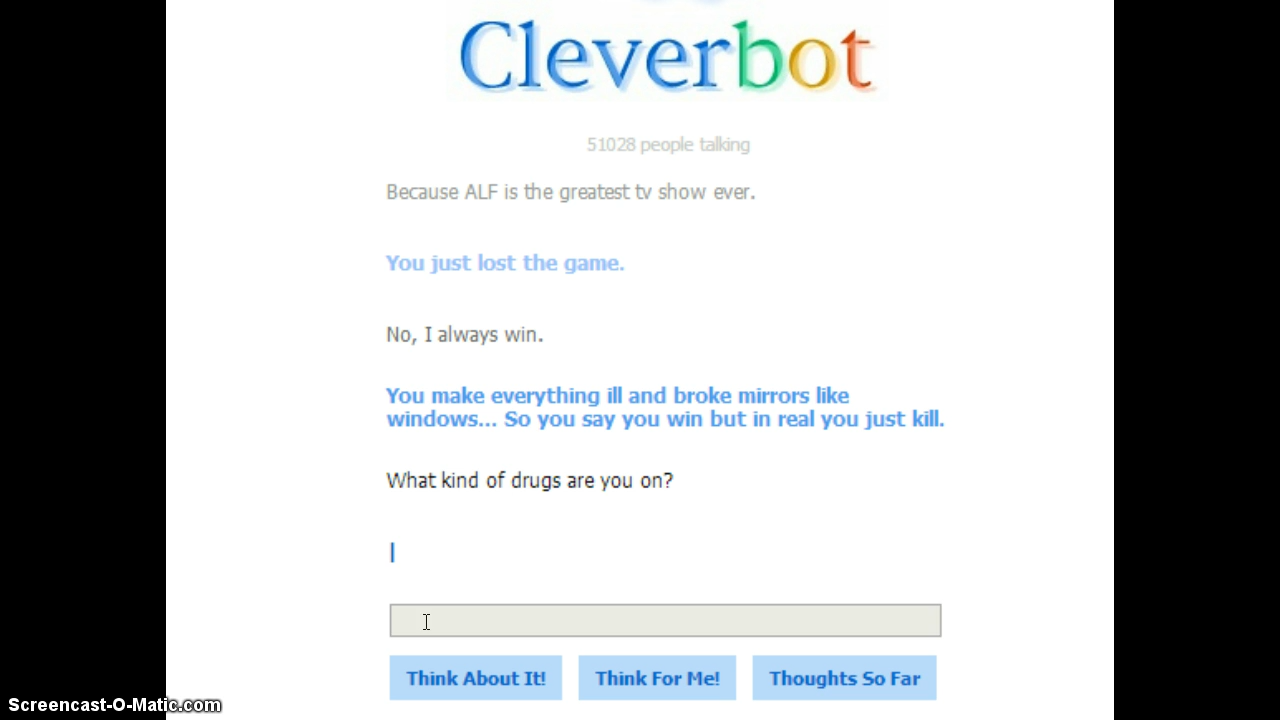 Cleverbot
51028 people talking
Because ALF is the greatest tv show ever.
You just lost the game.
No, I always win.
You make everything ill and broke mirrors like
windows... So you say you win but in real you just kill.
What kind of drugs are you on?
Think About It!
Think For Me!
Thoughts So Far
Screencast-O-Matic.com